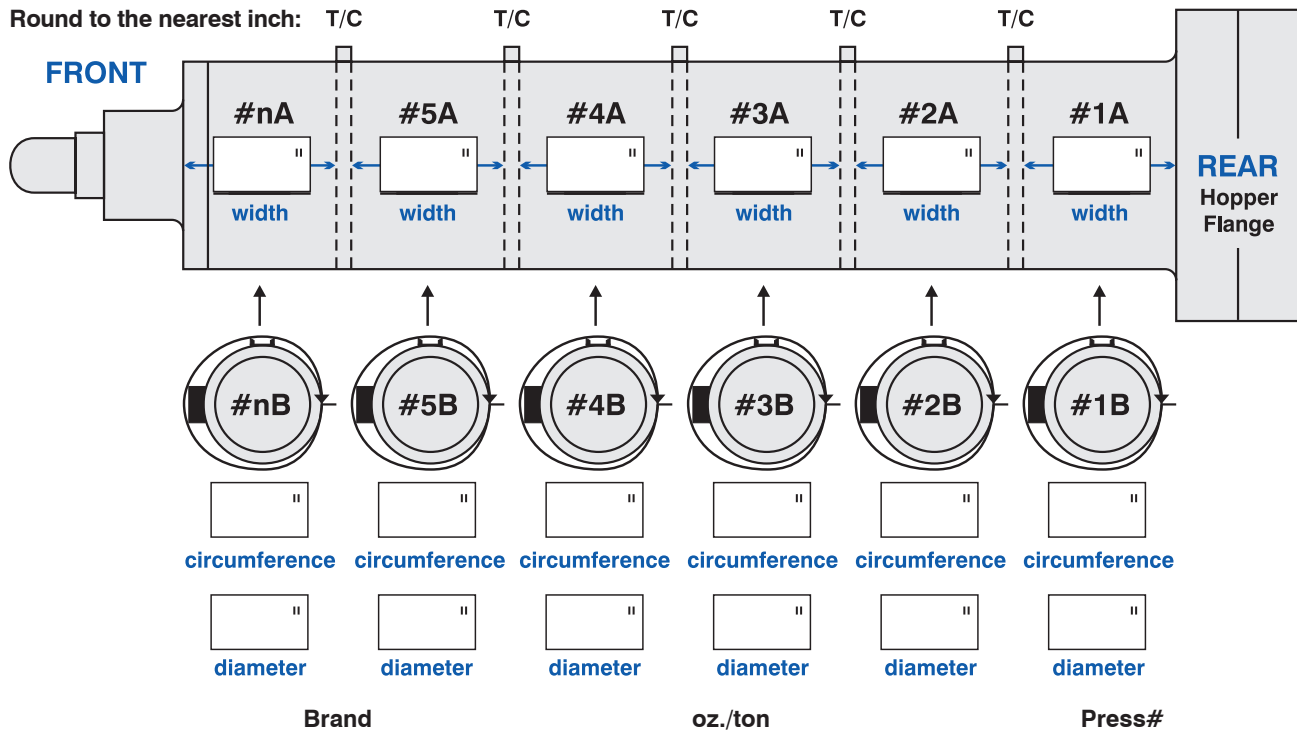 Round to the nearest inch: T/C T/C T/C T/C T/C
FRONT
#nA #5A #4A #3A #2A #1A
" " " " " "
REAR
Hopper
Flange
width width width width width width
#nB #5B #4B #3B #2B #1B
" " " " " "
circumference circumference circumference circumference circumference circumference
" " " " " "
diameter diameter diameter diameter diameter diameter
Brand oz./ton Press#